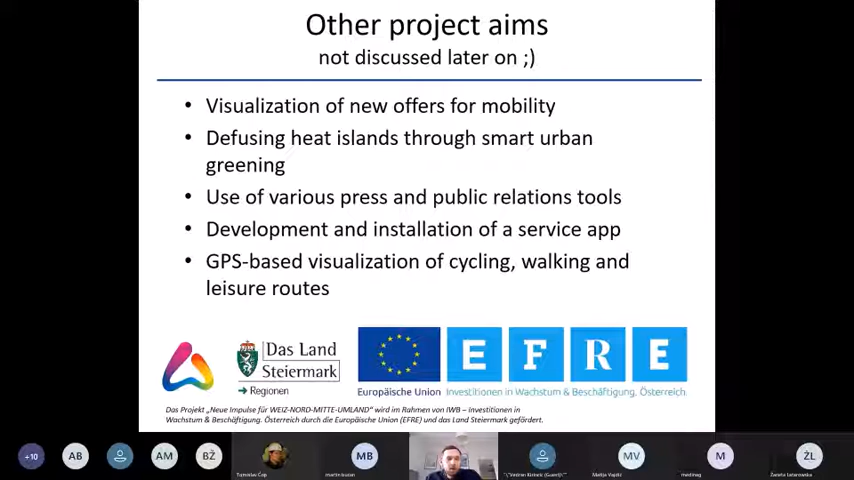 Other project aims
not discussed later on ;)
• Visualization of new offers for mobility
• Defusing heat islands through smart urban
greening
• Use of various press and public relations tools
• Development and installation of a service app
• GPS-based visualization of cycling, walking and
leisure routes
Das Land
Steiermark
→ Regionen
E F R E
Europäische Union Investitionen in Wachstum & Beschäftigung. Österreich.
Das Projekt „Neue Impulse für WEIZ-NORD-MITTE-UMLAND" wird im Rahmen von IWB – Investitionen in
Wachstum & Beschäftigung. Österreich durch die Europäische Union (EFRE) und das Land Steiermark gefördert.
+10 AB AM BŽ MB MV M ŽL